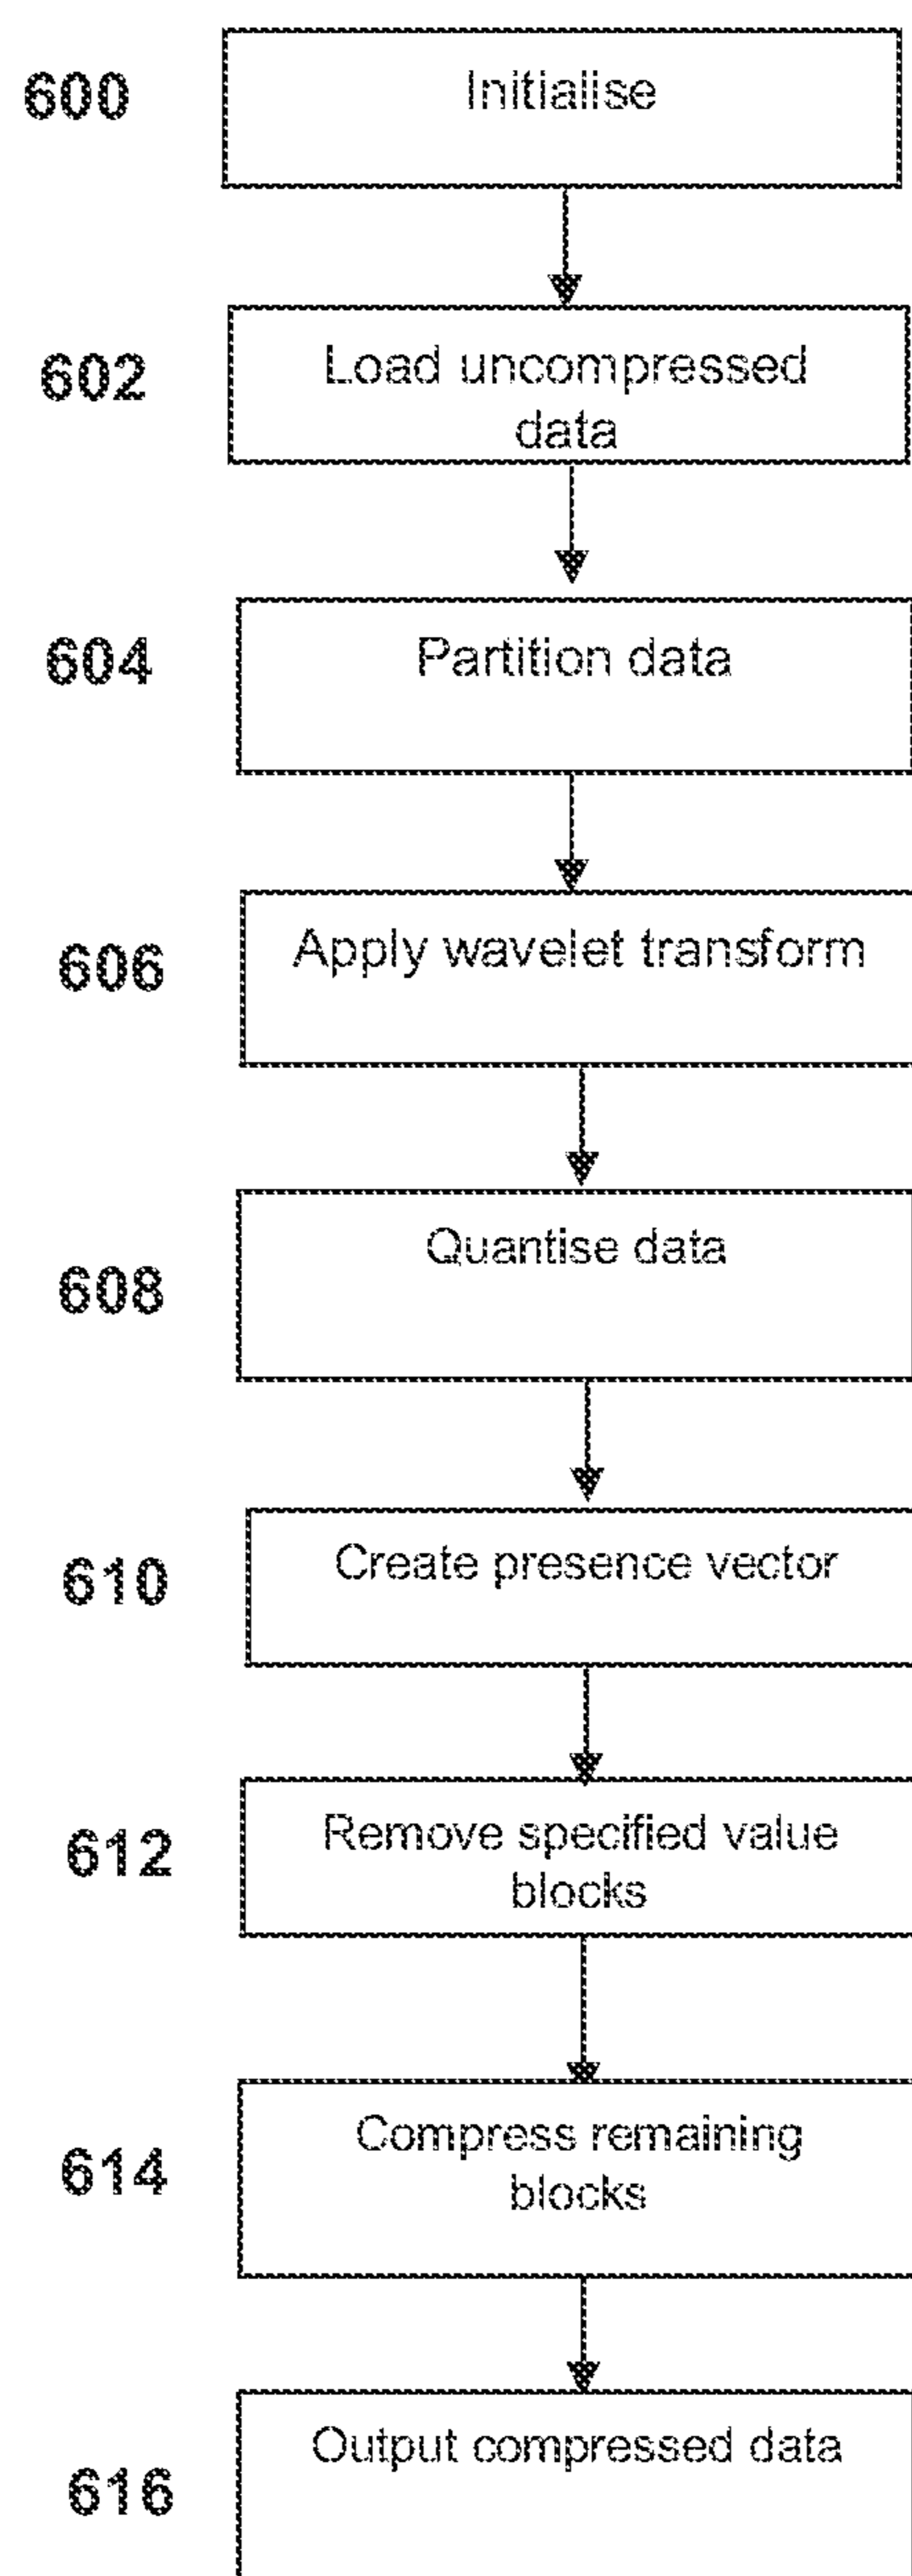 600
Initialise
602
Load uncompressed
data
604
Partition data
606
Apply wavelet transform
608
Quantise data
610
Create presence vector
612
Remove specified value
blocks
614
Compress remaining
blocks
616
Output compressed data